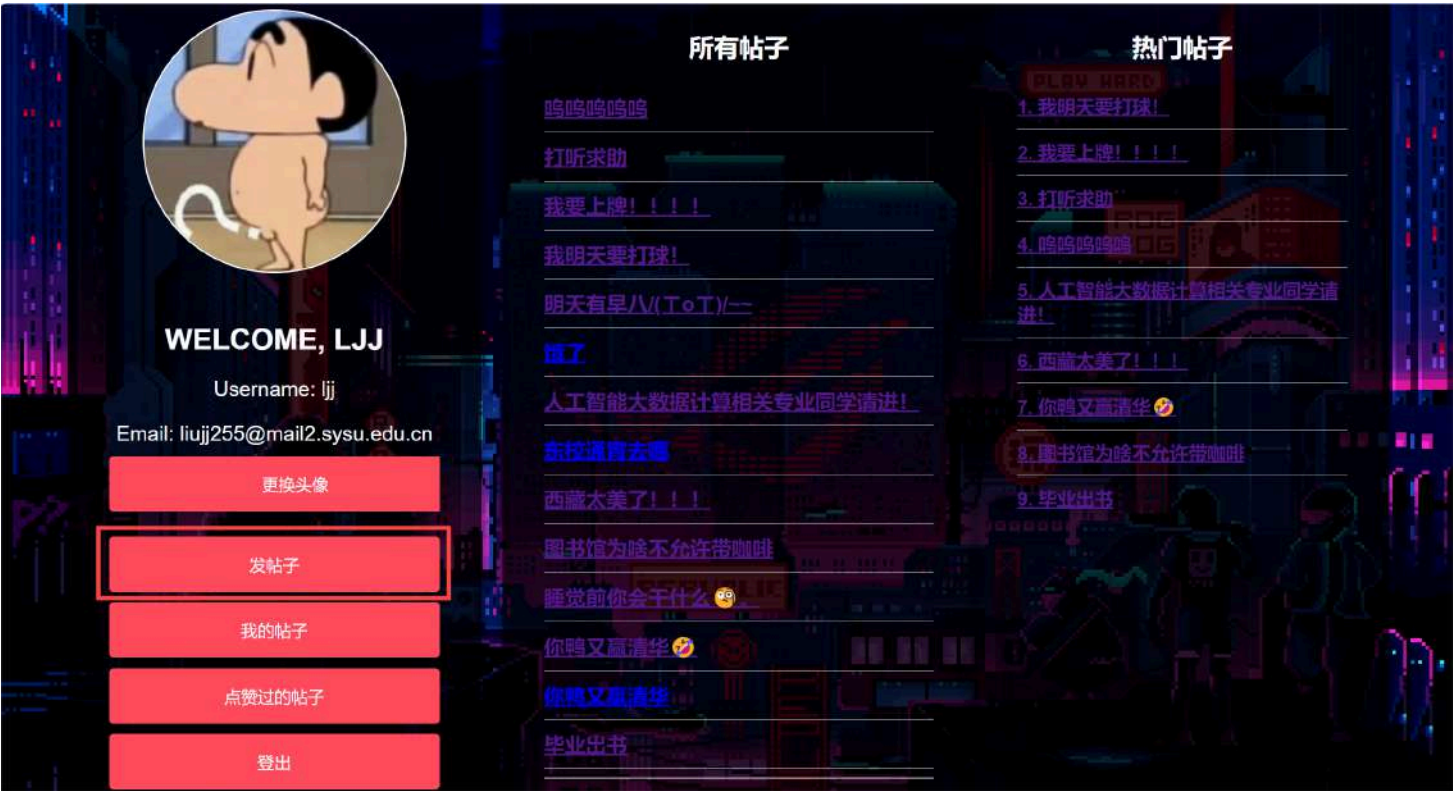 WELCOME, LJJ
Username: ljj
Email: liujj255@mail2.sysu.edu.cn
更换头像
发帖子
我的帖子
点赞过的帖子
登出
所有帖子
呜呜呜呜呜
打听求助
我要上牌！！！！
我明天要打球！
明天有早八/(ㄒoㄒ)/~~
饿了
人工智能大数据计算相关专业同学请进！
东校通宵去哪
西藏太美了！！！
图书馆为啥不允许带咖啡
睡觉前你会干什么🧐
你鸭又赢清华🤣
你鸭又赢清华
毕业出书
热门帖子
PLAY HARD
1. 我明天要打球！
2. 我要上牌！！！！
3. 打听求助
4. 呜呜呜呜呜
5. 人工智能大数据计算相关专业同学请
进！
6. 西藏太美了！！！
7. 你鸭又赢清华🤣
8. 图书馆为啥不允许带咖啡
9. 毕业出书
ROG
REPUBLIC